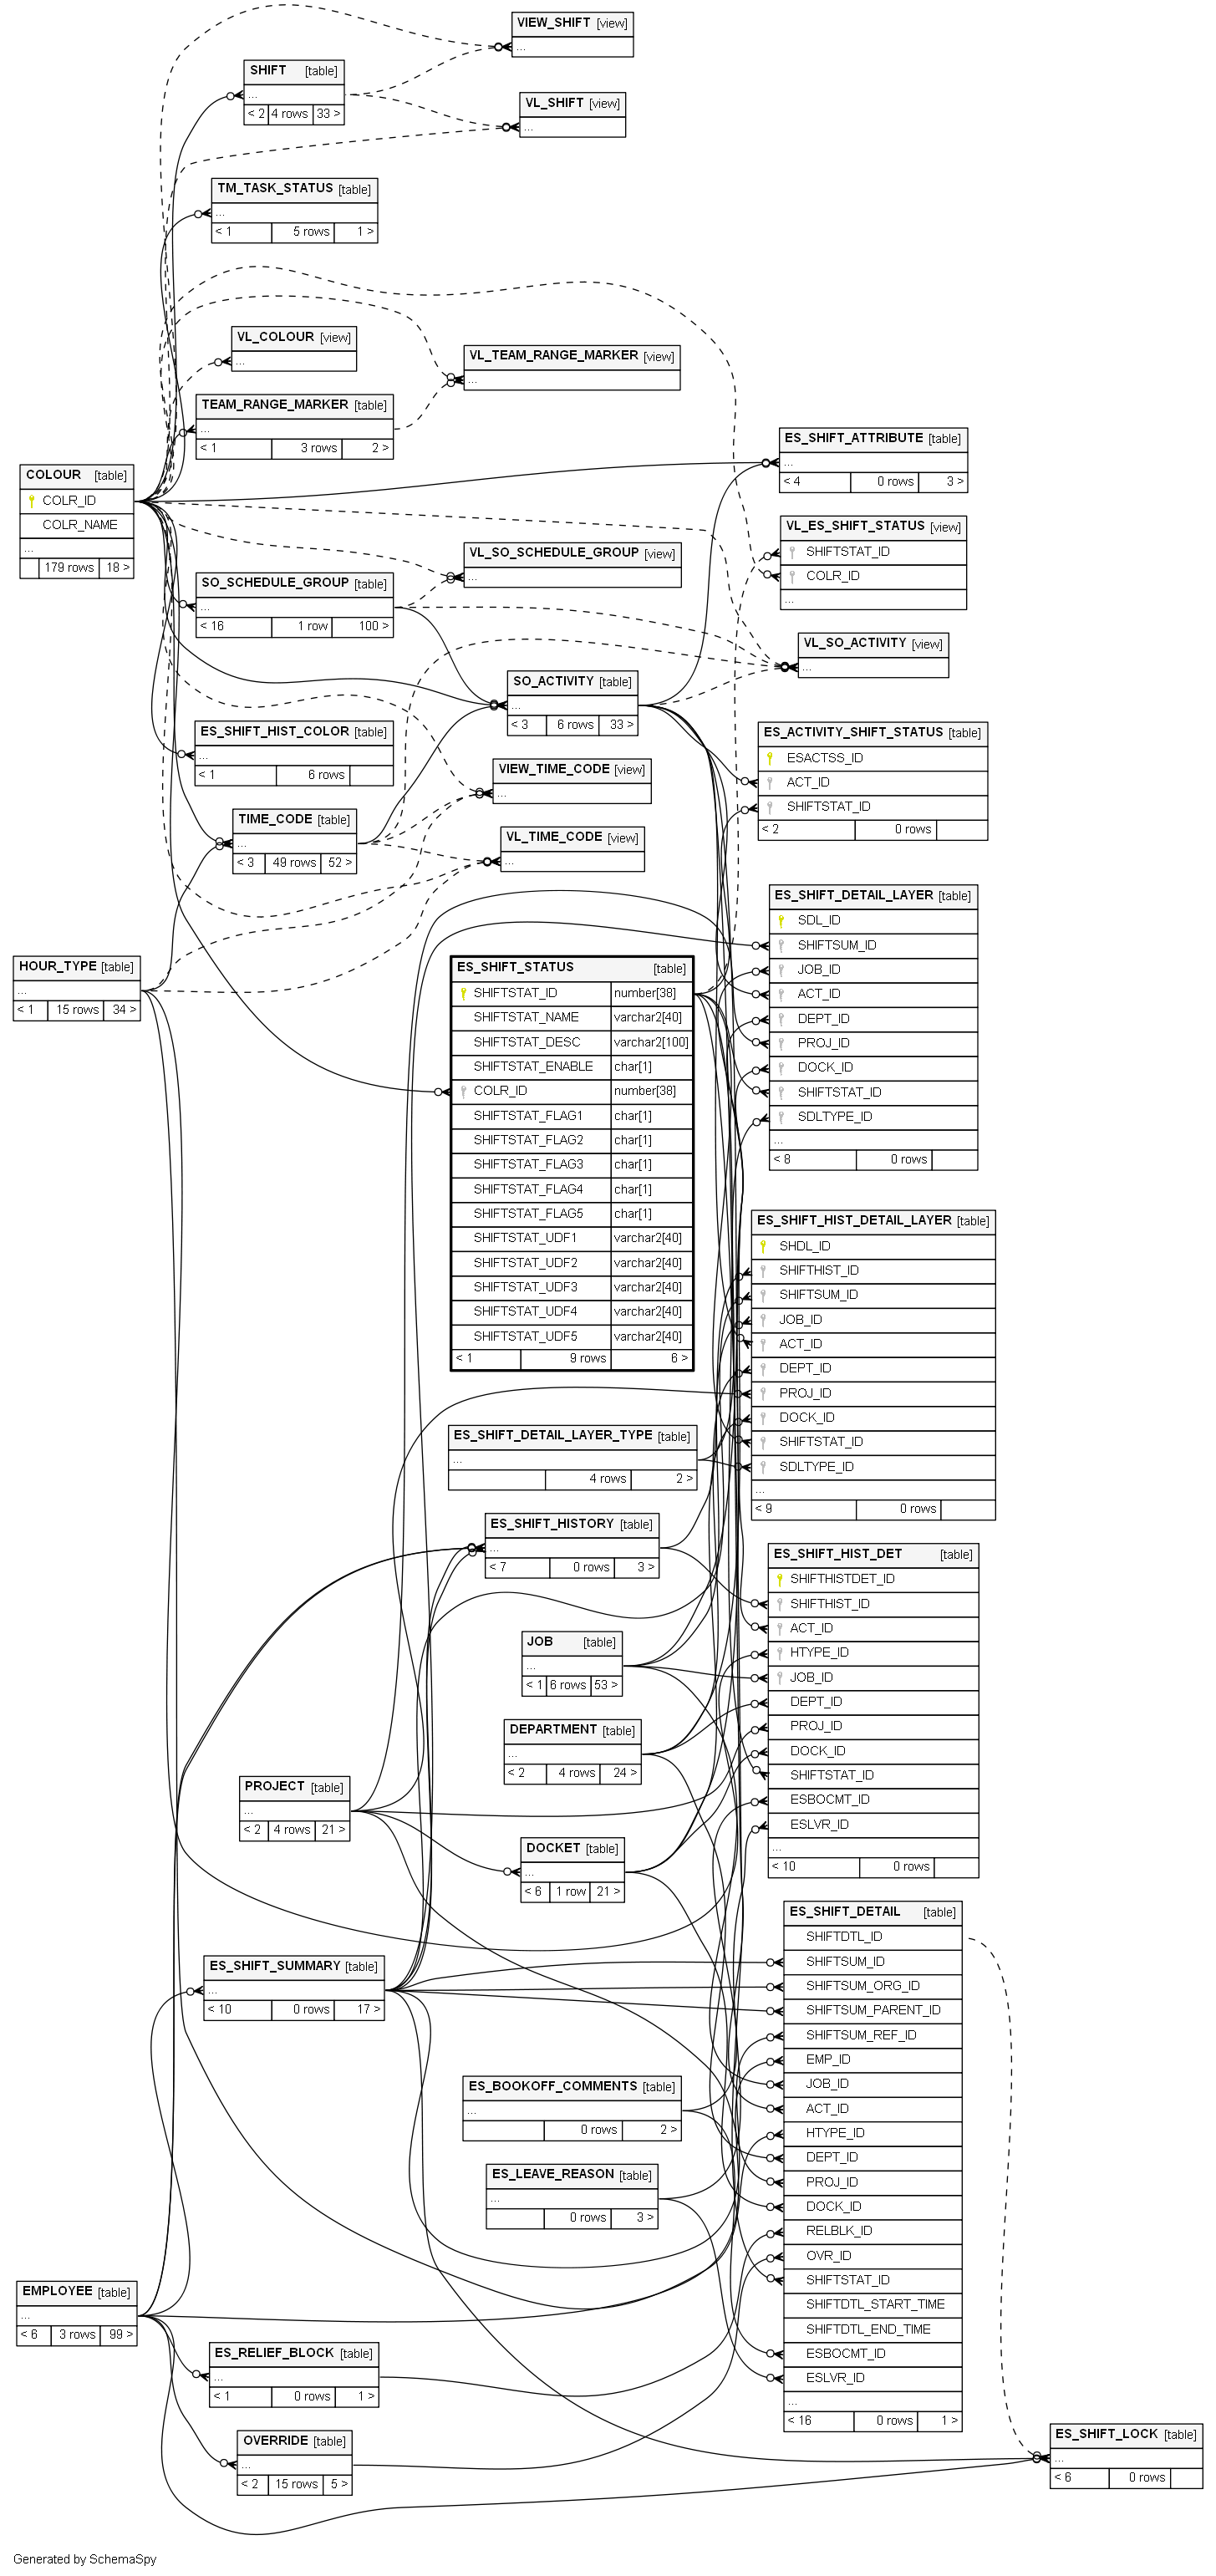 VIEW_SHIFT [view]
...
SHIFT [table]
...
< 2 4 rows 33 >
VL_SHIFT [view]
...
TM_TASK_STATUS [table]
...
< 1 5 rows 1 >
VL_COLOUR [view]
...
VL_TEAM_RANGE_MARKER [view]
...
TEAM_RANGE_MARKER [table]
...
< 1 3 rows 2 >
COLOUR [table]
COLR_ID
COLR_NAME
...
179 rows 18 >
ES_SHIFT_ATTRIBUTE [table]
...
< 4 0 rows 3 >
VL_ES_SHIFT_STATUS [view]
SHIFTSTAT_ID
COLR_ID
...
VL_SO_SCHEDULE_GROUP [view]
...
SO_SCHEDULE_GROUP [table]
...
< 16 1 row 100 >
VL_SO_ACTIVITY [view]
...
SO_ACTIVITY [table]
...
< 3 6 rows 33 >
ES_SHIFT_HIST_COLOR [table]
...
< 1 6 rows
ES_ACTIVITY_SHIFT_STATUS [table]
ESACTSS_ID
ACT_ID
SHIFTSTAT_ID
< 2 0 rows
VIEW_TIME_CODE [view]
...
TIME_CODE [table]
...
< 3 49 rows 52 >
VL_TIME_CODE [view]
...
ES_SHIFT_DETAIL_LAYER [table]
SDL_ID
SHIFTSUM_ID
JOB_ID
ACT_ID
DEPT_ID
PROJ_ID
DOCK_ID
SHIFTSTAT_ID
SDLTYPE_ID
...
< 8 0 rows
HOUR_TYPE [table]
...
< 1 15 rows 34 >
ES_SHIFT_STATUS [table]
SHIFTSTAT_ID number[38]
SHIFTSTAT_NAME varchar2[40]
SHIFTSTAT_DESC varchar2[100]
SHIFTSTAT_ENABLE char[1]
COLR_ID number[38]
SHIFTSTAT_FLAG1 char[1]
SHIFTSTAT_FLAG2 char[1]
SHIFTSTAT_FLAG3 char[1]
SHIFTSTAT_FLAG4 char[1]
SHIFTSTAT_FLAG5 char[1]
SHIFTSTAT_UDF1 varchar2[40]
SHIFTSTAT_UDF2 varchar2[40]
SHIFTSTAT_UDF3 varchar2[40]
SHIFTSTAT_UDF4 varchar2[40]
SHIFTSTAT_UDF5 varchar2[40]
< 1 9 rows 6 >
ES_SHIFT_HIST_DETAIL_LAYER [table]
SHDL_ID
SHIFTHIST_ID
SHIFTSUM_ID
JOB_ID
ACT_ID
DEPT_ID
PROJ_ID
DOCK_ID
SHIFTSTAT_ID
SDLTYPE_ID
...
< 9 0 rows
ES_SHIFT_DETAIL_LAYER_TYPE [table]
...
4 rows 2 >
ES_SHIFT_HISTORY [table]
...
< 7 0 rows 3 >
ES_SHIFT_HIST_DET [table]
SHIFTHISTDET_ID
SHIFTHIST_ID
ACT_ID
HTYPE_ID
JOB_ID
DEPT_ID
PROJ_ID
DOCK_ID
SHIFTSTAT_ID
ESBOCMT_ID
ESLVR_ID
...
< 10 0 rows
JOB [table]
...
< 1 6 rows 53 >
DEPARTMENT [table]
...
< 2 4 rows 24 >
PROJECT [table]
...
< 2 4 rows 21 >
DOCKET [table]
...
< 6 1 row 21 >
ES_SHIFT_DETAIL [table]
SHIFTDTL_ID
SHIFTSUM_ID
SHIFTSUM_ORG_ID
SHIFTSUM_PARENT_ID
SHIFTSUM_REF_ID
EMP_ID
JOB_ID
ACT_ID
HTYPE_ID
DEPT_ID
PROJ_ID
DOCK_ID
RELBLK_ID
OVR_ID
SHIFTSTAT_ID
SHIFTDTL_START_TIME
SHIFTDTL_END_TIME
ESBOCMT_ID
ESLVR_ID
...
< 16 0 rows 1 >
ES_SHIFT_SUMMARY [table]
...
< 10 0 rows 17 >
ES_BOOKOFF_COMMENTS [table]
...
0 rows 2 >
ES_LEAVE_REASON [table]
...
0 rows 3 >
EMPLOYEE [table]
...
< 6 3 rows 99 >
ES_RELIEF_BLOCK [table]
...
< 1 0 rows 1 >
OVERRIDE [table]
...
< 2 15 rows 5 >
ES_SHIFT_LOCK [table]
...
< 6 0 rows
Generated by SchemaSpy